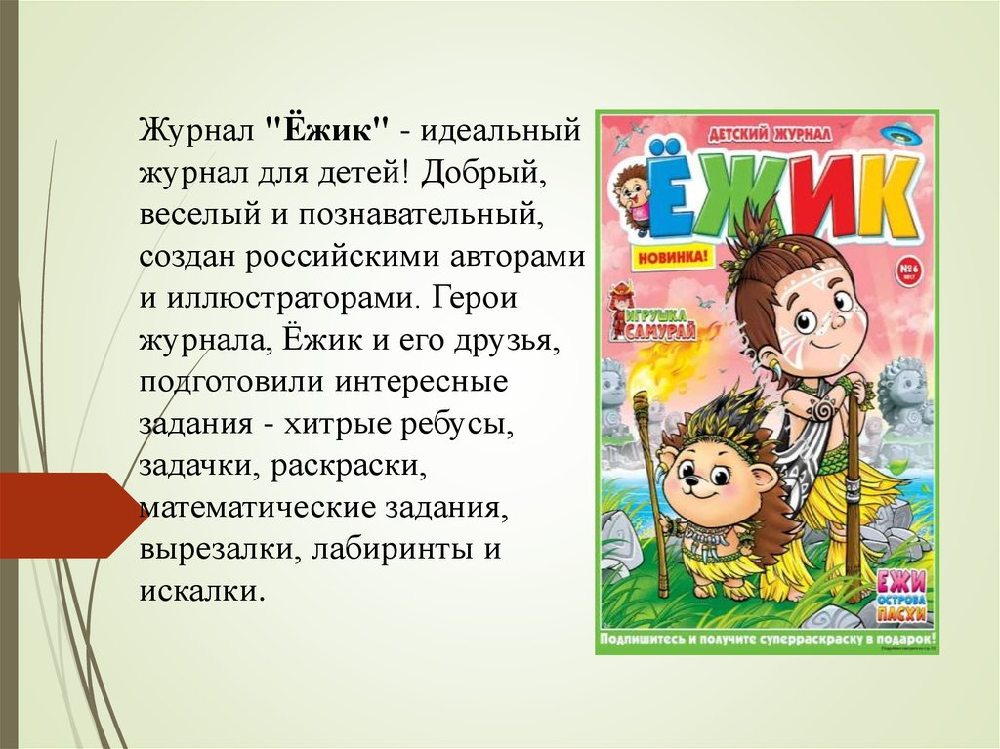 Журнал "Ёжик" - идеальный
журнал для детей! Добрый,
веселый и познавательный,
создан российскими авторами
и иллюстраторами. Герои
журнала, Ёжик и его друзья,
подготовили интересные
задания - хитрые ребусы,
задачки, раскраски,
математические задания,
вырезалки, лабиринты и
искалки.
ДЕТСКИЙ ЖУРНАЛ
ЁЖИК
НОВИНКА!
№6
2017
ИГРУШКА
САМУРАЙ
ЕЖИ
ОСТРОВА
ПАСХИ
Подпишитесь и получите суперраскраску в подарок!